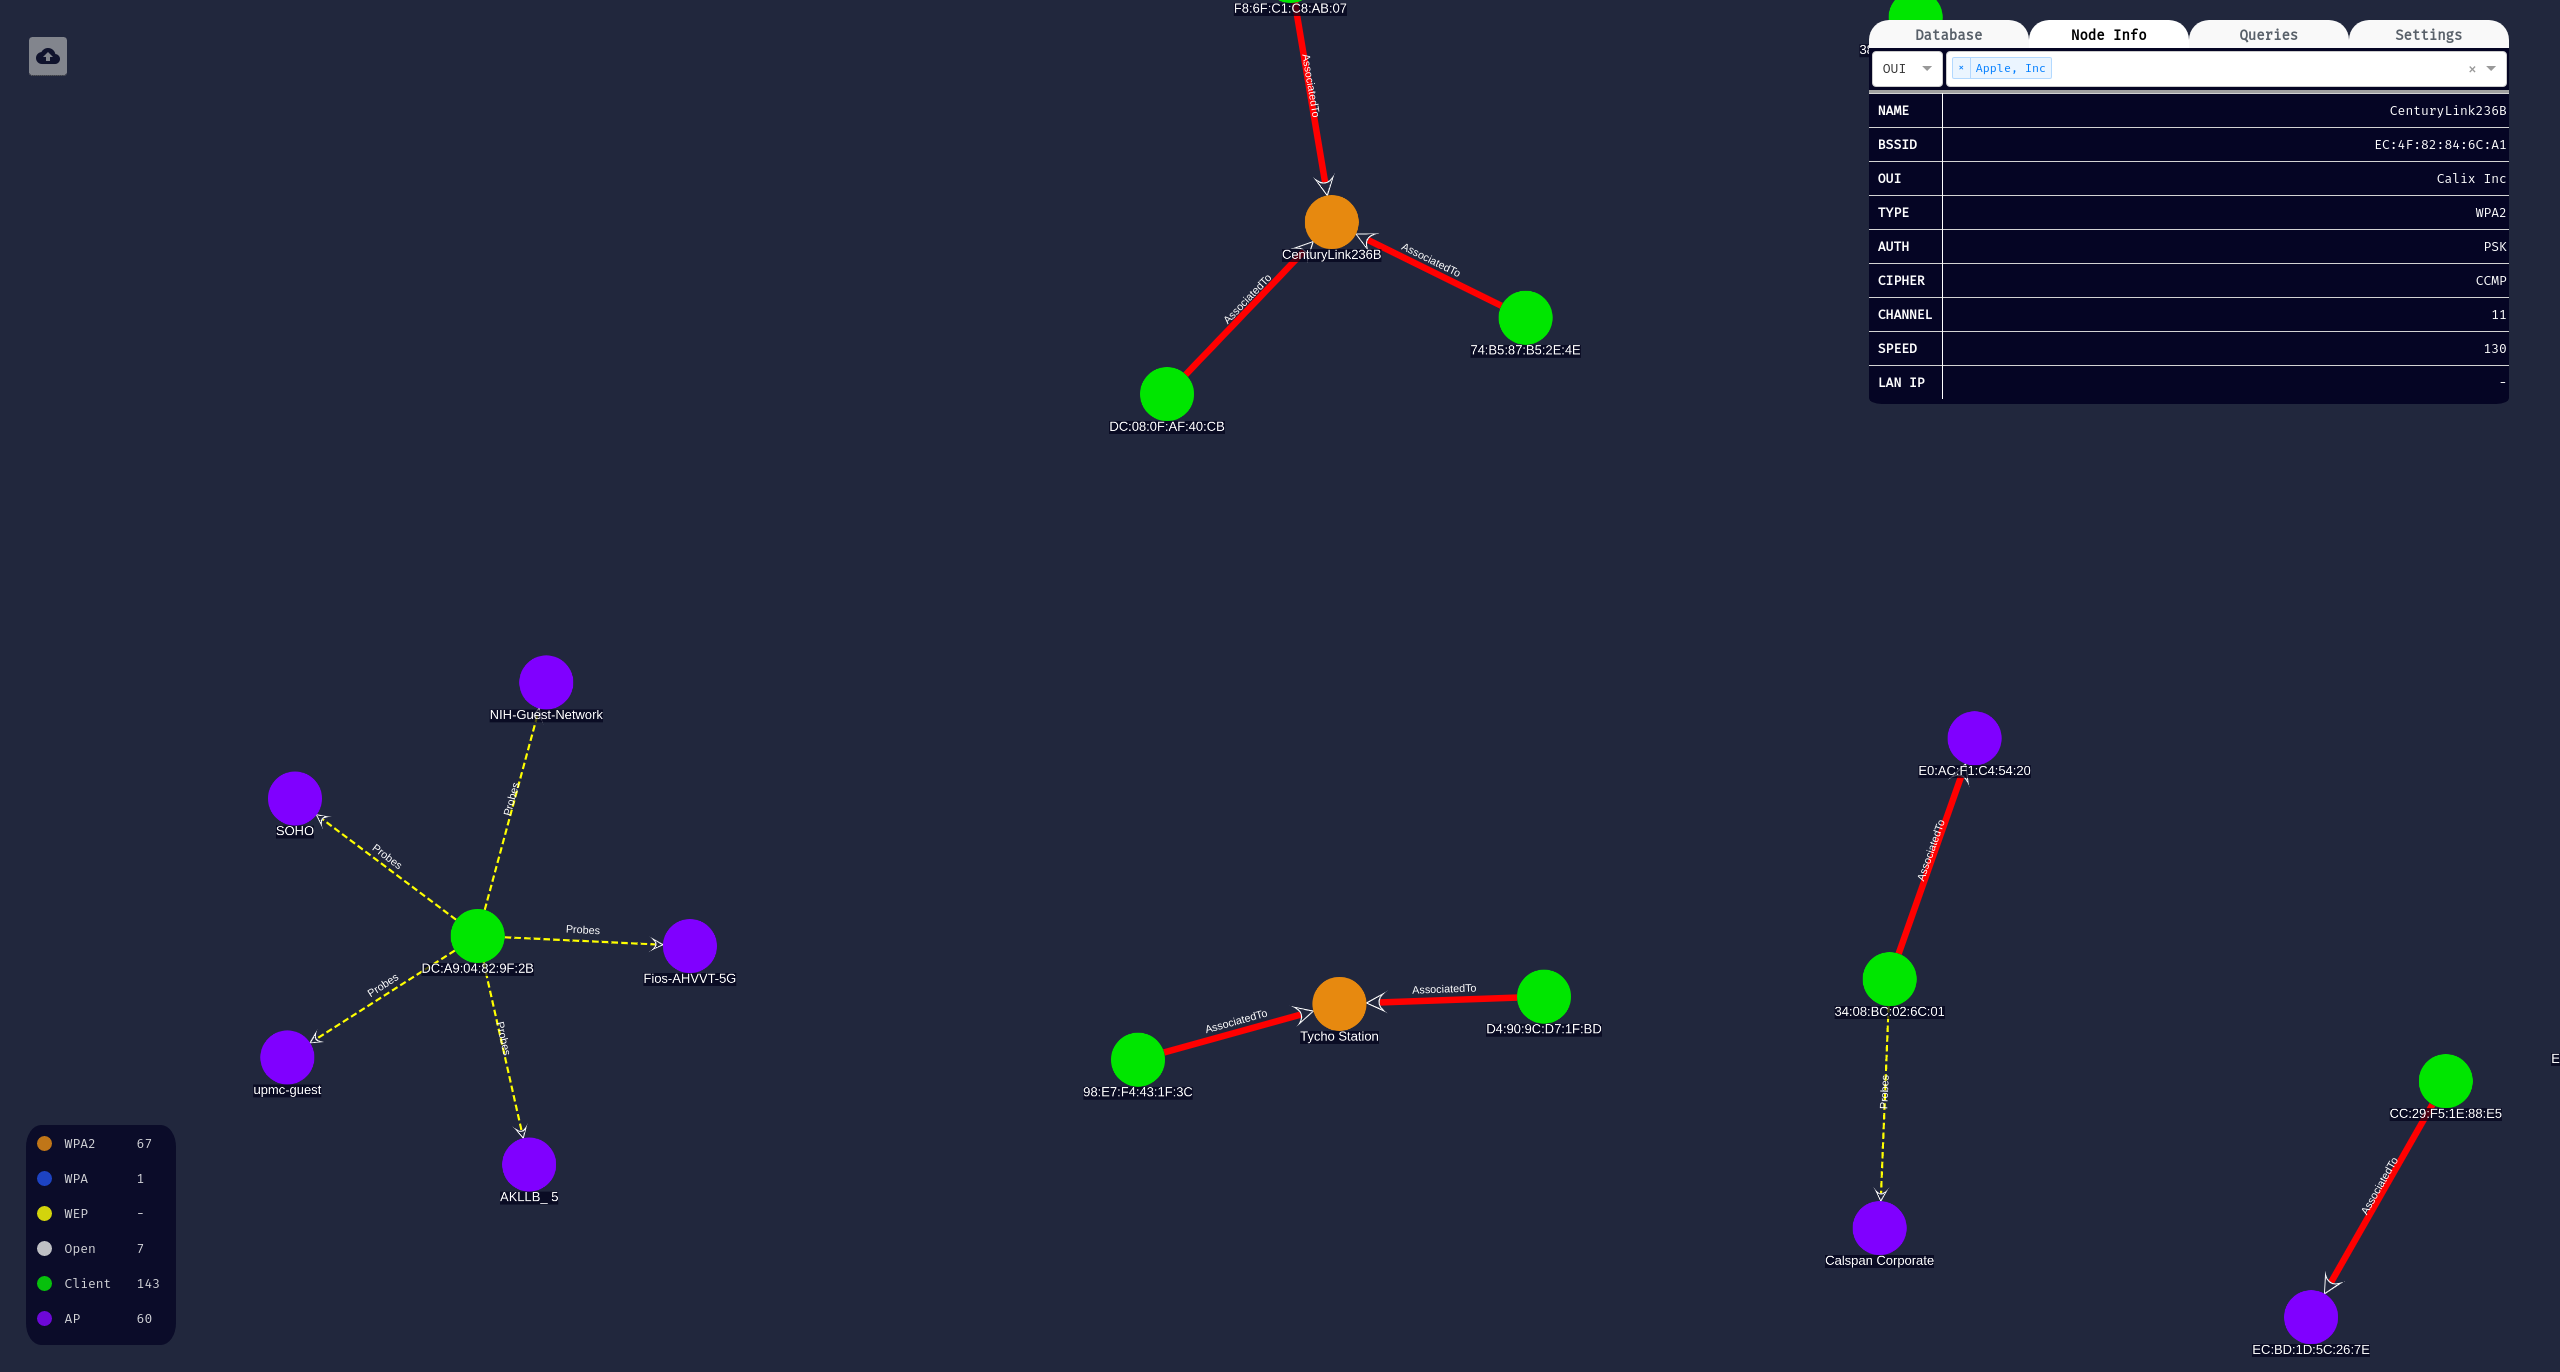 F8:6F:C1:C8:AB:07
AssociatedTo
CenturyLink236B
AssociatedTo
AssociatedTo
74:B5:87:B5:2E:4E
DC:08:0F:AF:40:CB
Database Node Info Queries Settings
OUI × Apple, Inc ×
NAME CenturyLink236B
BSSID EC:4F:82:84:6C:A1
OUI Calix Inc
TYPE WPA2
AUTH PSK
CIPHER CCMP
CHANNEL 11
SPEED 130
LAN IP -
NIH-Guest-Network
Probes
SOHO
Probes
DC:A9:04:82:9F:2B
Probes
Fios-AHVVT-5G
Probes
upmc-guest
Probes
AKLLB_ 5
AssociatedTo
Tycho Station
AssociatedTo
D4:90:9C:D7:1F:BD
98:E7:F4:43:1F:3C
E0:AC:F1:C4:54:20
AssociatedTo
34:08:BC:02:6C:01
Probes
Calspan Corporate
CC:29:F5:1E:88:E5
AssociatedTo
EC:BD:1D:5C:26:7E
WPA2 67
WPA 1
WEP -
Open 7
Client 143
AP 60